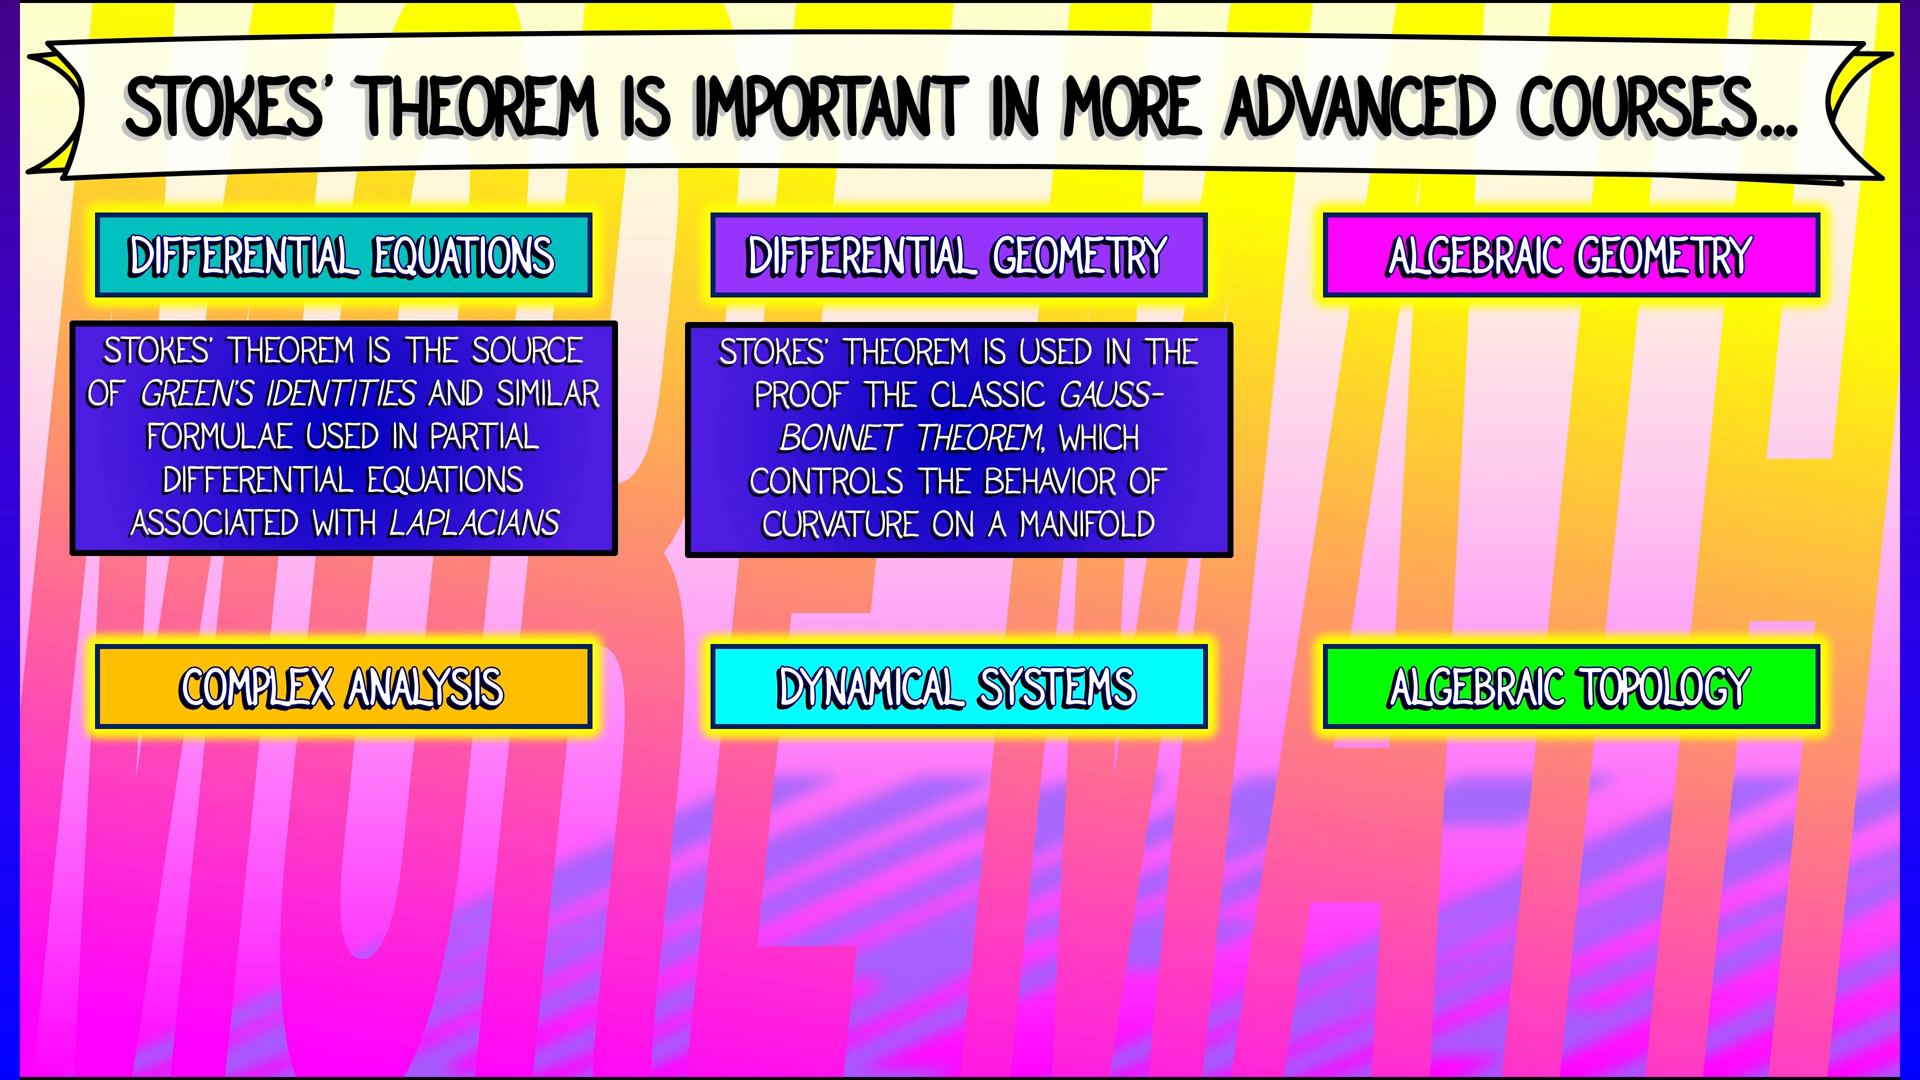 STOKES' THEOREM IS IMPORTANT IN MORE ADVANCED COURSES...
DIFFERENTIAL EQUATIONS
STOKES' THEOREM IS THE SOURCE
OF GREEN'S IDENTITIES AND SIMILAR
FORMULAE USED IN PARTIAL
DIFFERENTIAL EQUATIONS
ASSOCIATED WITH LAPLACIANS
DIFFERENTIAL GEOMETRY
STOKES' THEOREM IS USED IN THE
PROOF THE CLASSIC GAUSS-
BONNET THEOREM, WHICH
CONTROLS THE BEHAVIOR OF
CURVATURE ON A MANIFOLD
ALGEBRAIC GEOMETRY
COMPLEX ANALYSIS
DYNAMICAL SYSTEMS
ALGEBRAIC TOPOLOGY
MORE MATH